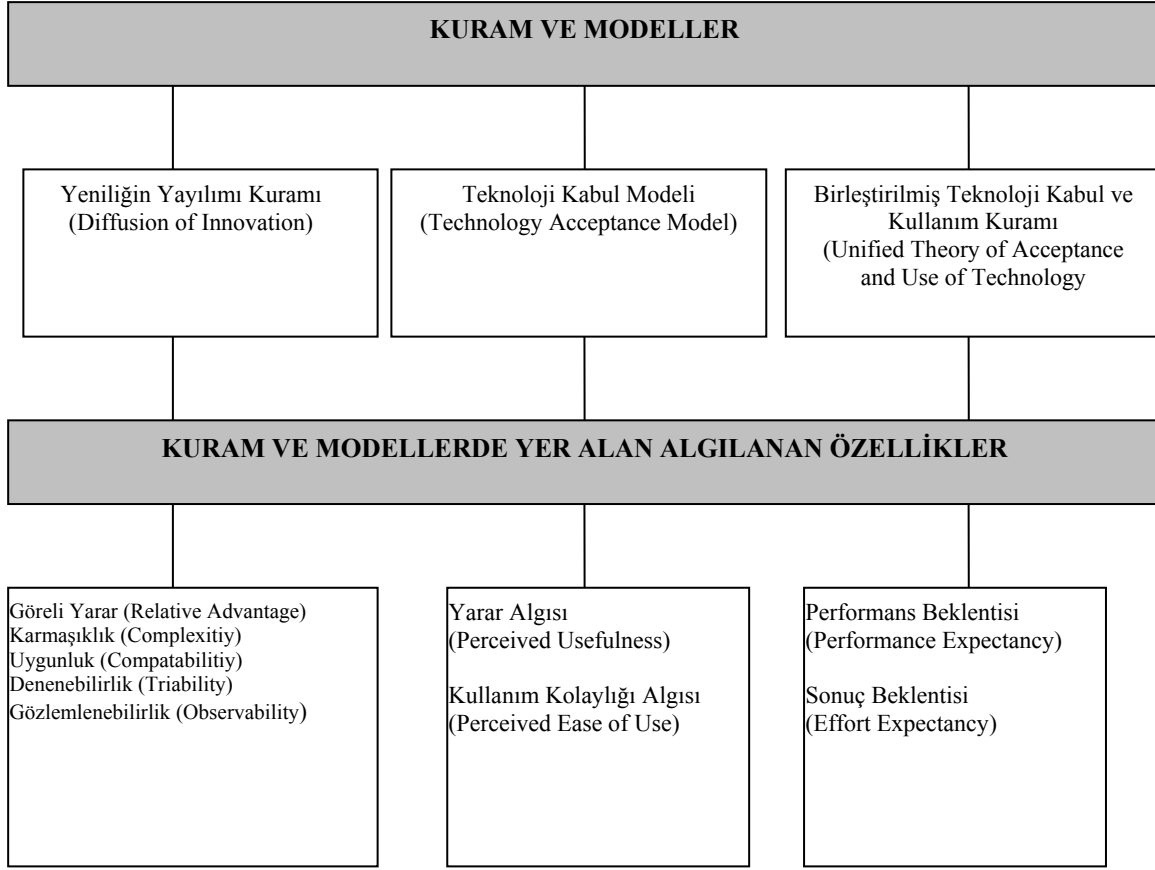 KURAM VE MODELLER
Yeniliğin Yayılımı Kuramı
(Diffusion of Innovation)
Teknoloji Kabul Modeli
(Technology Acceptance Model)
Birleştirilmiş Teknoloji Kabul ve
Kullanım Kuramı
(Unified Theory of Acceptance
and Use of Technology
KURAM VE MODELLERDE YER ALAN ALGILANAN ÖZELLİKLER
Göreli Yarar (Relative Advantage)
Karmaşıklık (Complexitiy)
Uygunluk (Compatabilitiy)
Denenebilirlik (Triability)
Gözlemlenebilirlik (Observability)
Yarar Algısı
(Perceived Usefulness)
Kullanım Kolaylığı Algısı
(Perceived Ease of Use)
Performans Beklentisi
(Performance Expectancy)
Sonuç Beklentisi
(Effort Expectancy)